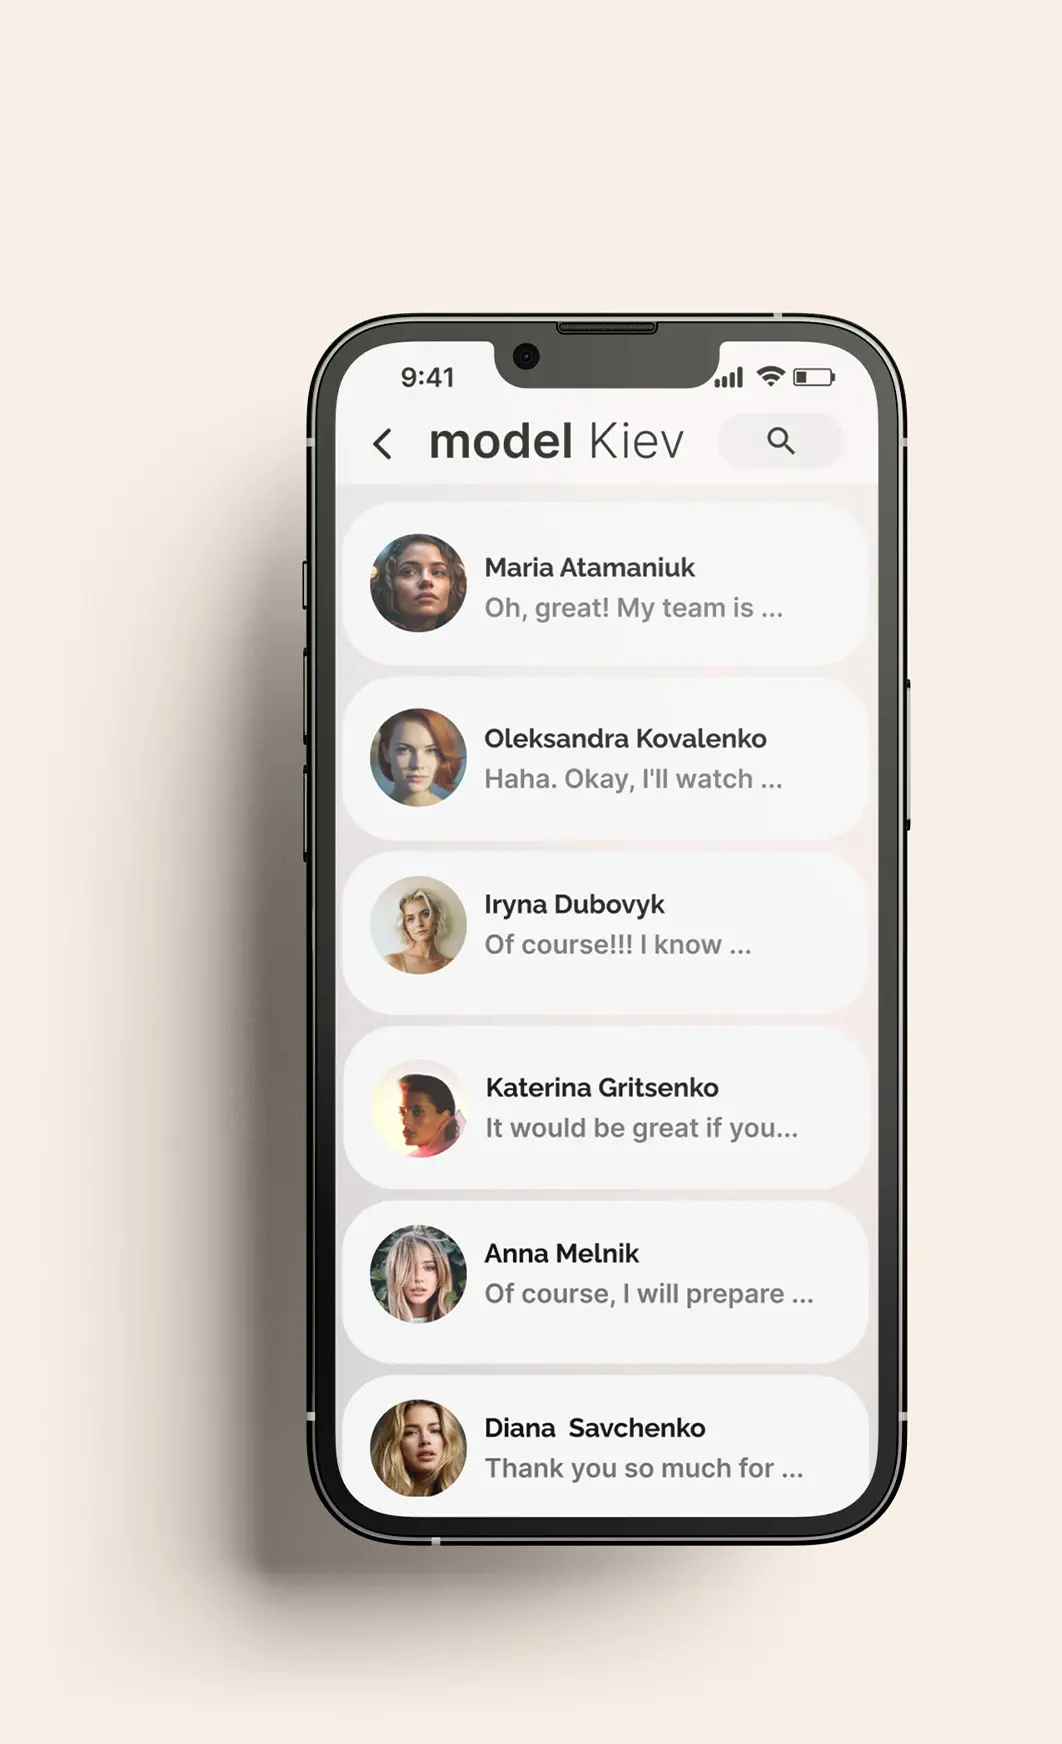 9:41
model Kiev
Maria Atamaniuk
Oh, great! My team is ...
Oleksandra Kovalenko
Haha. Okay, I'll watch ...
Iryna Dubovyk
Of course!!! I know ...
Katerina Gritsenko
It would be great if you...
Anna Melnik
Of course, I will prepare ...
Diana  Savchenko
Thank you so much for ...